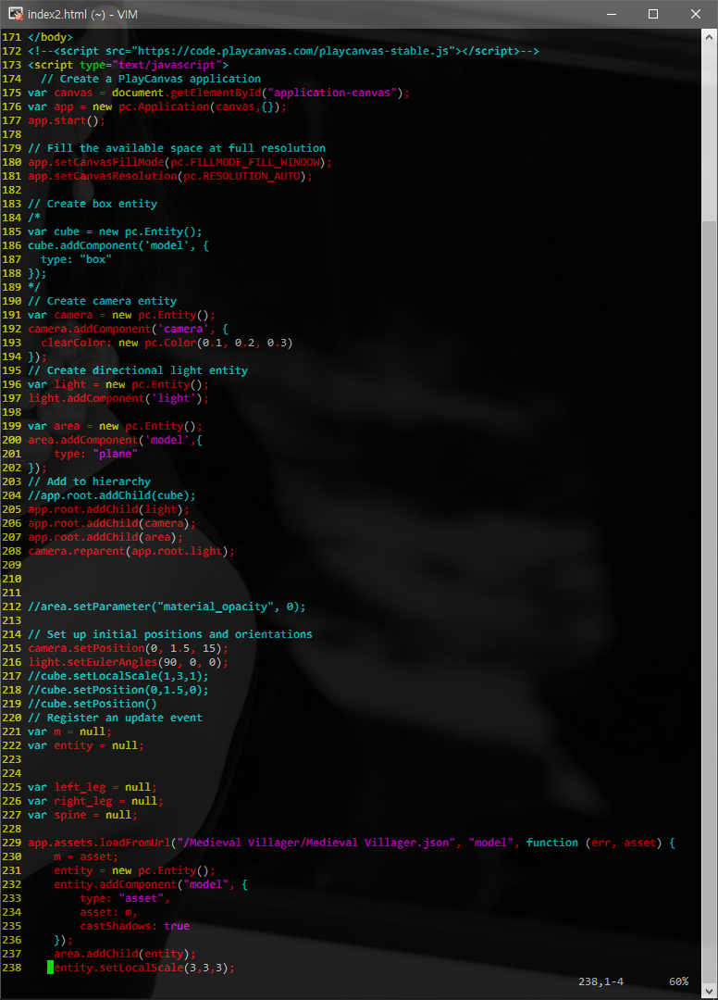 index2.html (~) - VIM
171 </body>
172 <!--<script src="https://code.playcanvas.com/playcanvas-stable.js"></script>-->
173 <script type="text/javascript">
174   // Create a PlayCanvas application
175 var canvas = document.getElementById("application-canvas");
176 var app = new pc.Application(canvas,{});
177 app.start();
178
179 // Fill the available space at full resolution
180 app.setCanvasFillMode(pc.FILLMODE_FILL_WINDOW);
181 app.setCanvasResolution(pc.RESOLUTION_AUTO);
182
183 // Create box entity
184 /*
185 var cube = new pc.Entity();
186 cube.addComponent('model', {
187   type: "box"
188 });
189 */
190 // Create camera entity
191 var camera = new pc.Entity();
192 camera.addComponent('camera', {
193   clearColor: new pc.Color(0.1, 0.2, 0.3)
194 });
195 // Create directional light entity
196 var light = new pc.Entity();
197 light.addComponent('light');
198
199 var area = new pc.Entity();
200 area.addComponent('model',{
201     type: "plane"
202 });
203 // Add to hierarchy
204 //app.root.addChild(cube);
205 app.root.addChild(light);
206 app.root.addChild(camera);
207 app.root.addChild(area);
208 camera.reparent(app.root.light);
209
210
211
212 //area.setParameter("material_opacity", 0);
213
214 // Set up initial positions and orientations
215 camera.setPosition(0, 1.5, 15);
216 light.setEulerAngles(90, 0, 0);
217 //cube.setLocalScale(1,3,1);
218 //cube.setPosition(0,1.5,0);
219 //cube.setPosition()
220 // Register an update event
221 var m = null;
222 var entity = null;
223
224
225 var left_leg = null;
226 var right_leg = null;
227 var spine = null;
228
229 app.assets.loadFromUrl("/Medieval Villager/Medieval Villager.json", "model", function (err, asset) {
230     m = asset;
231     entity = new pc.Entity();
232     entity.addComponent("model", {
233         type: "asset",
234         asset: m,
235         castShadows: true
236     });
237     area.addChild(entity);
238     entity.setLocalScale(3,3,3);
238,1-4 60%